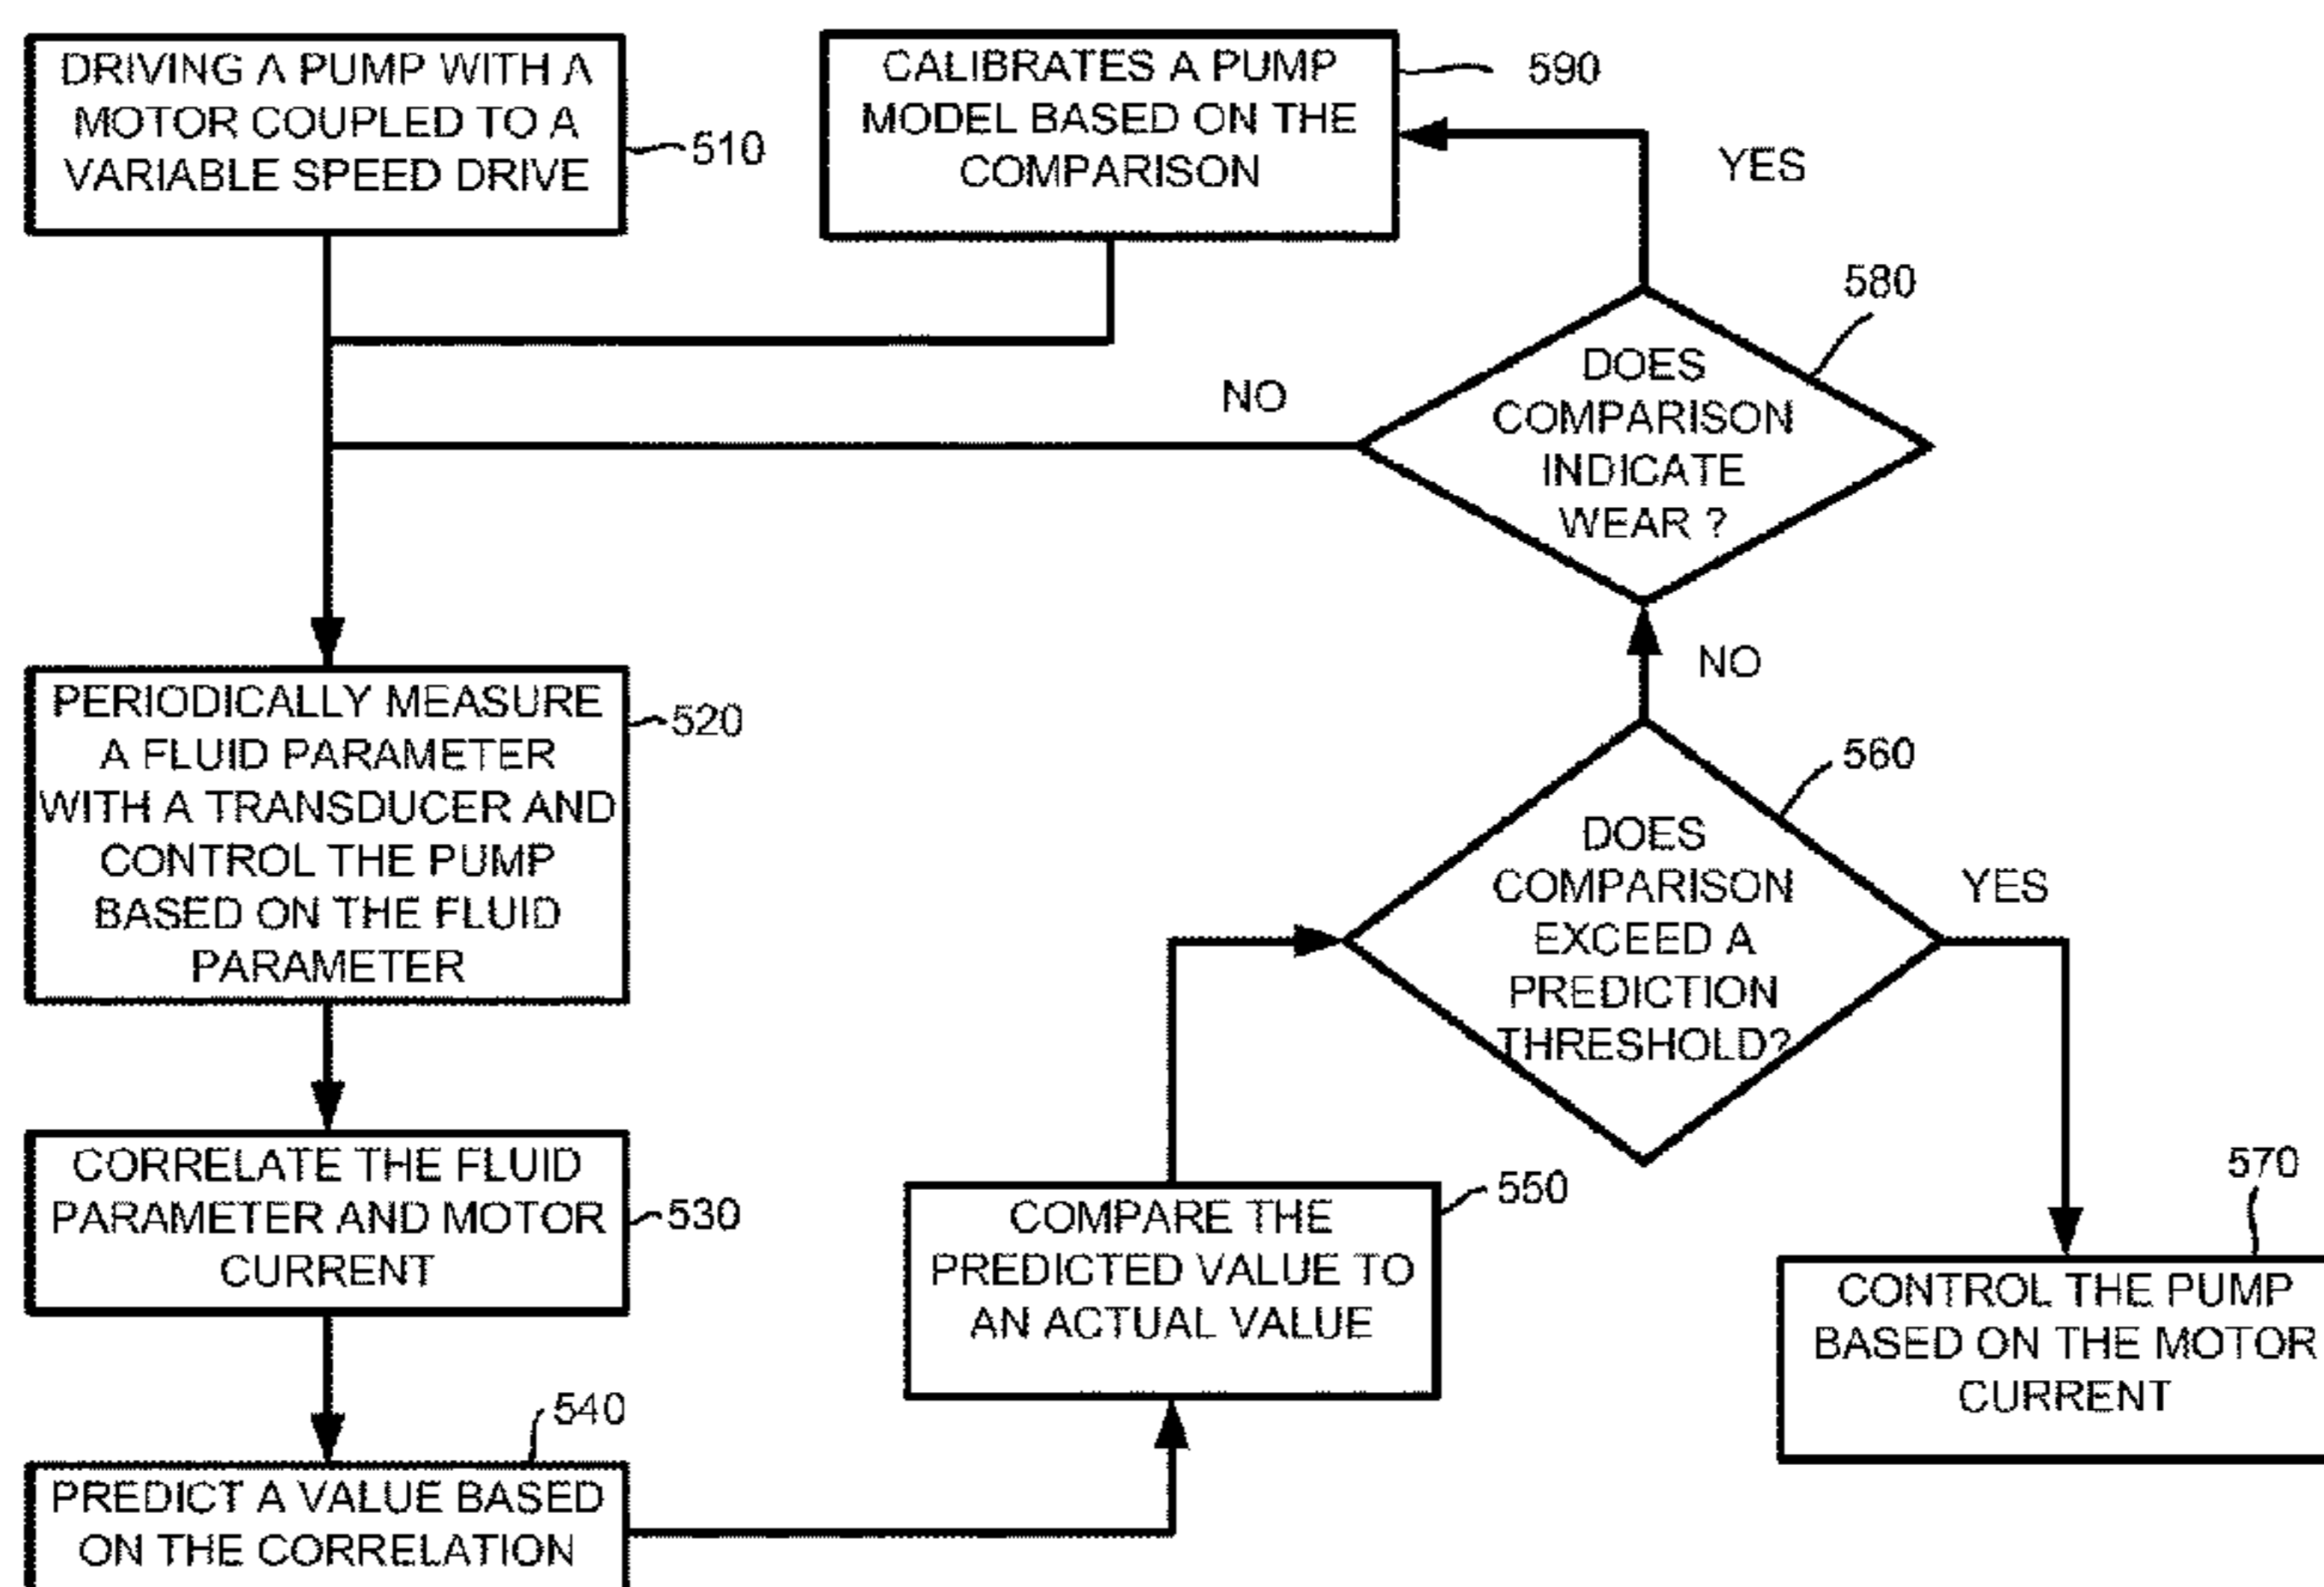 DRIVING A PUMP WITH A
MOTOR COUPLED TO A
VARIABLE SPEED DRIVE
510
CALIBRATES A PUMP
MODEL BASED ON THE
COMPARISON
590
YES
580
DOES
COMPARISON
INDICATE
WEAR ?
NO
NO
PERIODICALLY MEASURE
A FLUID PARAMETER
WITH A TRANSDUCER AND
CONTROL THE PUMP
BASED ON THE FLUID
PARAMETER
520
560
DOES
COMPARISON
EXCEED A
PREDICTION
THRESHOLD?
YES
CORRELATE THE FLUID
PARAMETER AND MOTOR
CURRENT
530
COMPARE THE
PREDICTED VALUE TO
AN ACTUAL VALUE
550
570
CONTROL THE PUMP
BASED ON THE MOTOR
CURRENT
540
PREDICT A VALUE BASED
ON THE CORRELATION